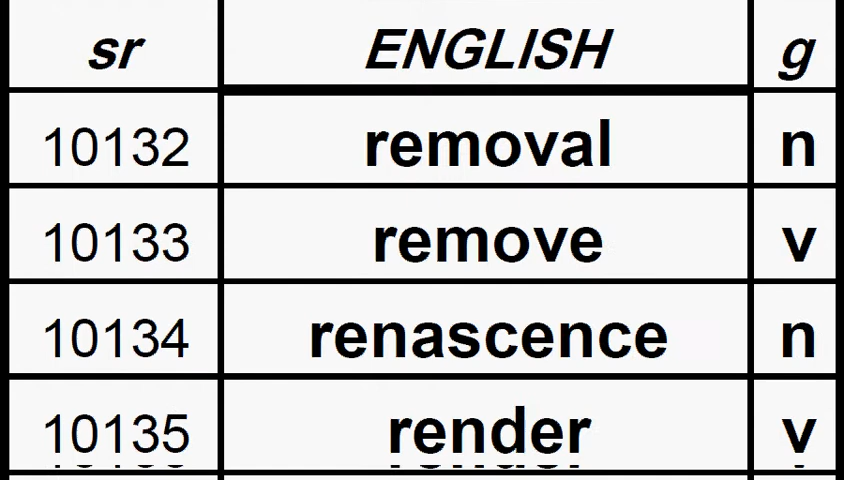 sr ENGLISH g
10132 removal n
10133 remove v
10134 renascence n
10135 render v